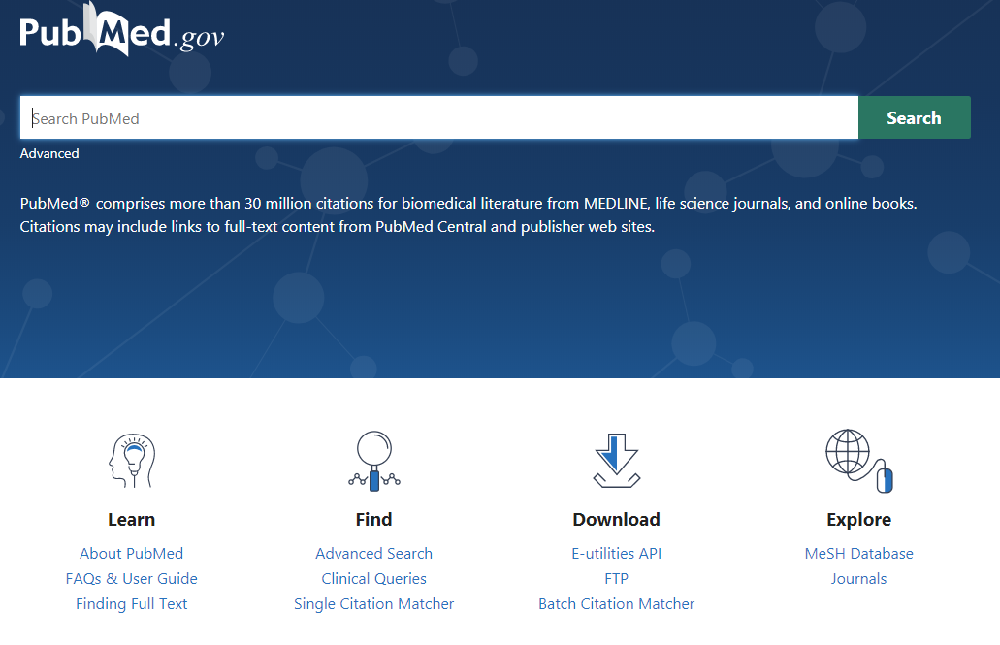 PubMed.gov
Search PubMed
Search
Advanced
PubMed® comprises more than 30 million citations for biomedical literature from MEDLINE, life science journals, and online books.
Citations may include links to full-text content from PubMed Central and publisher web sites.
Learn
About PubMed
FAQs & User Guide
Finding Full Text
Find
Advanced Search
Clinical Queries
Single Citation Matcher
Download
E-utilities API
FTP
Batch Citation Matcher
Explore
MeSH Database
Journals